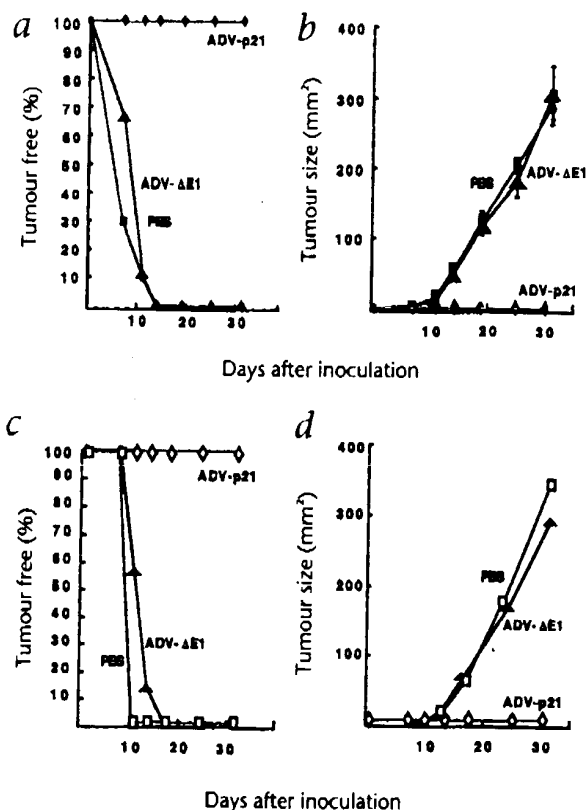 a
Tumour free (%)
100
90
80
70
60
50
40
30
20
10
ADV-p21
ADV-ΔE1
PBS
10 20 30
b
Tumour size (mm²)
400
300
200
100
PBS
ADV-ΔE1
ADV-p21
10 20 30
Days after inoculation
c
Tumour free (%)
100
90
80
70
60
50
40
30
20
10
ADV-p21
PBS
ADV-ΔE1
10 20 30
d
Tumour size (mm²)
400
300
200
100
PBS
ADV-ΔE1
ADV-p21
10 20 30
Days after inoculation